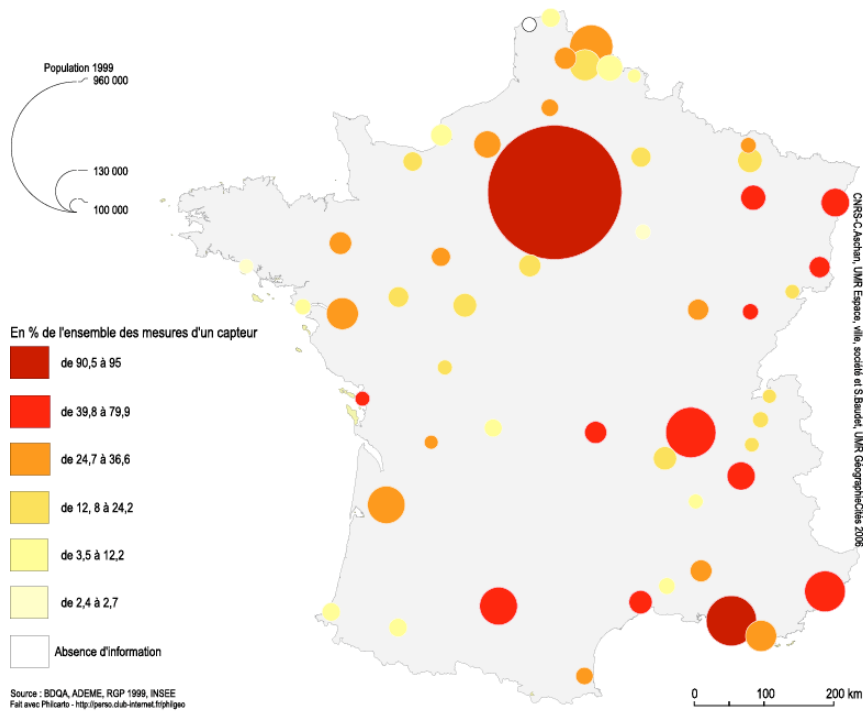 Population 1999
960 000
130 000
100 000
En % de l'ensemble des mesures d'un capteur
de 90,5 à 95
de 39,8 à 79,9
de 24,7 à 36,6
de 12, 8 à 24,2
de 3,5 à 12,2
de 2,4 à 2,7
Absence d'information
Source : BDQA, ADEME, RGP 1999, INSEE
Fait avec Philcarto - http://perso.club-internet.fr/philgeo
0 100 200 km
CNRS-C.Aschan, UMR Espace, ville, société et S.Baudet, UMR GéographieCités 2006